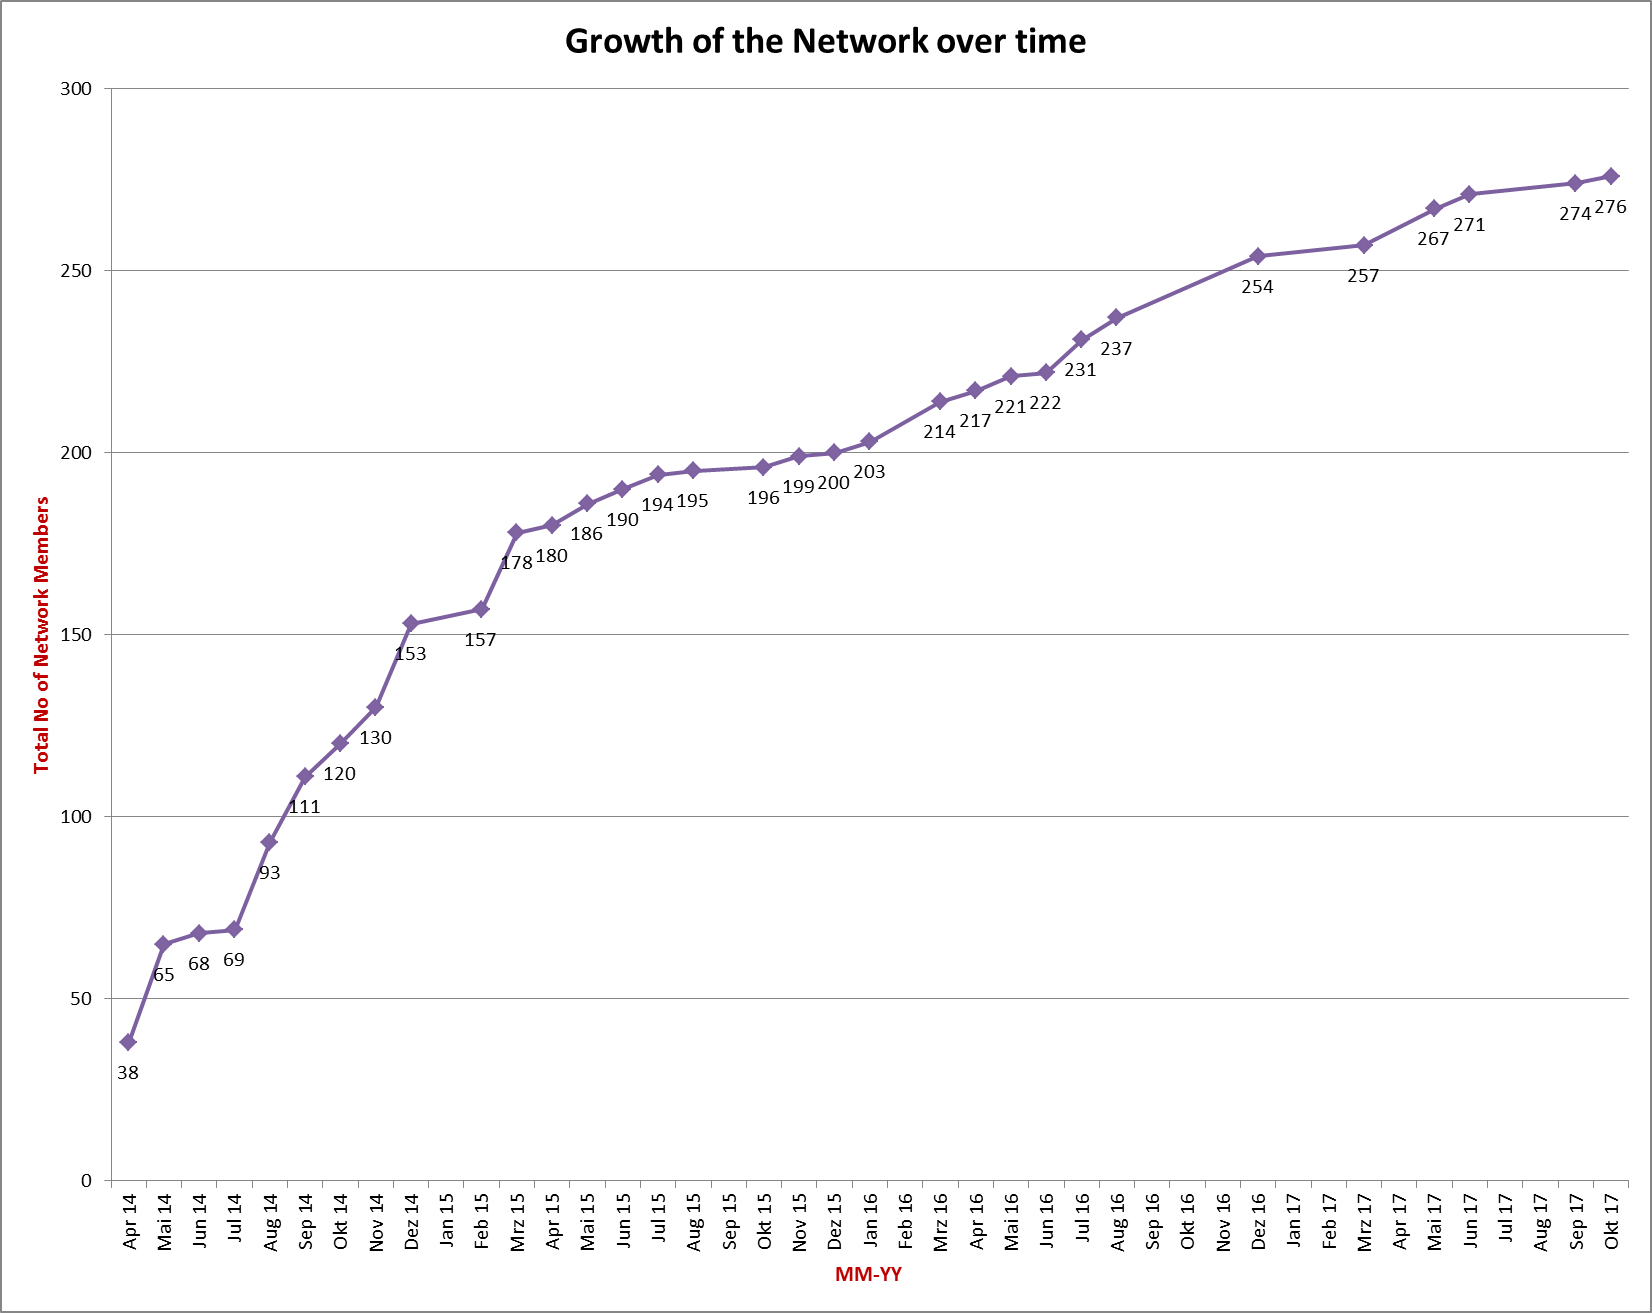 Growth of the Network over time
300
250
200
150
100
50
0
Total No of Network Members
38
65
68
69
93
111
120
130
153
157
178
180
186
190
194
195
196
199
200
203
214
217
221
222
231
237
254
257
267
271
274
276
Apr 14
Mai 14
Jun 14
Jul 14
Aug 14
Sep 14
Okt 14
Nov 14
Dez 14
Jan 15
Feb 15
Mrz 15
Apr 15
Mai 15
Jun 15
Jul 15
Aug 15
Sep 15
Okt 15
Nov 15
Dez 15
Jan 16
Feb 16
Mrz 16
Apr 16
Mai 16
Jun 16
Jul 16
Aug 16
Sep 16
Okt 16
Nov 16
Dez 16
Jan 17
Feb 17
Mrz 17
Apr 17
Mai 17
Jun 17
Jul 17
Aug 17
Sep 17
Okt 17
MM-YY